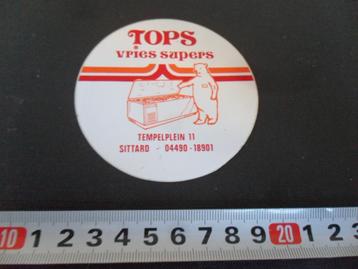 TOPS
vries supers
TEMPELPLEIN 11
SITTARD - 04490-18901
10 1 2 3 4 5 6 7 8 9 20 1 2 3